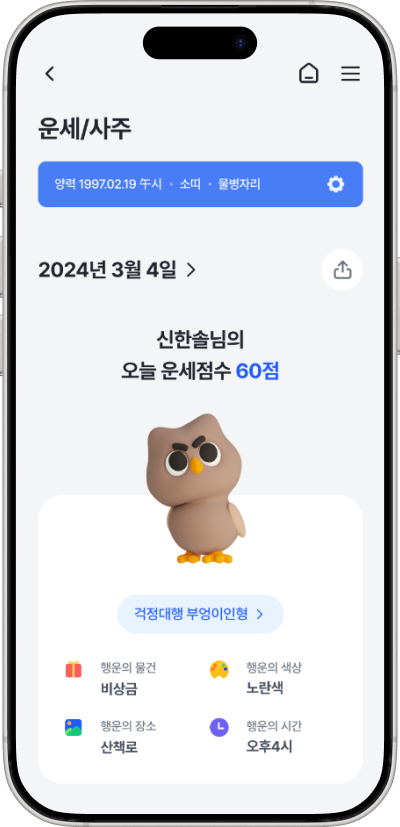 운세/사주
양력 1997.02.19 午시 • 소띠 • 물병자리
2024년 3월 4일
신한솔님의
오늘 운세점수 60점
걱정대행 부엉이인형
행운의 물건
비상금
행운의 색상
노란색
행운의 장소
산책로
행운의 시간
오후4시